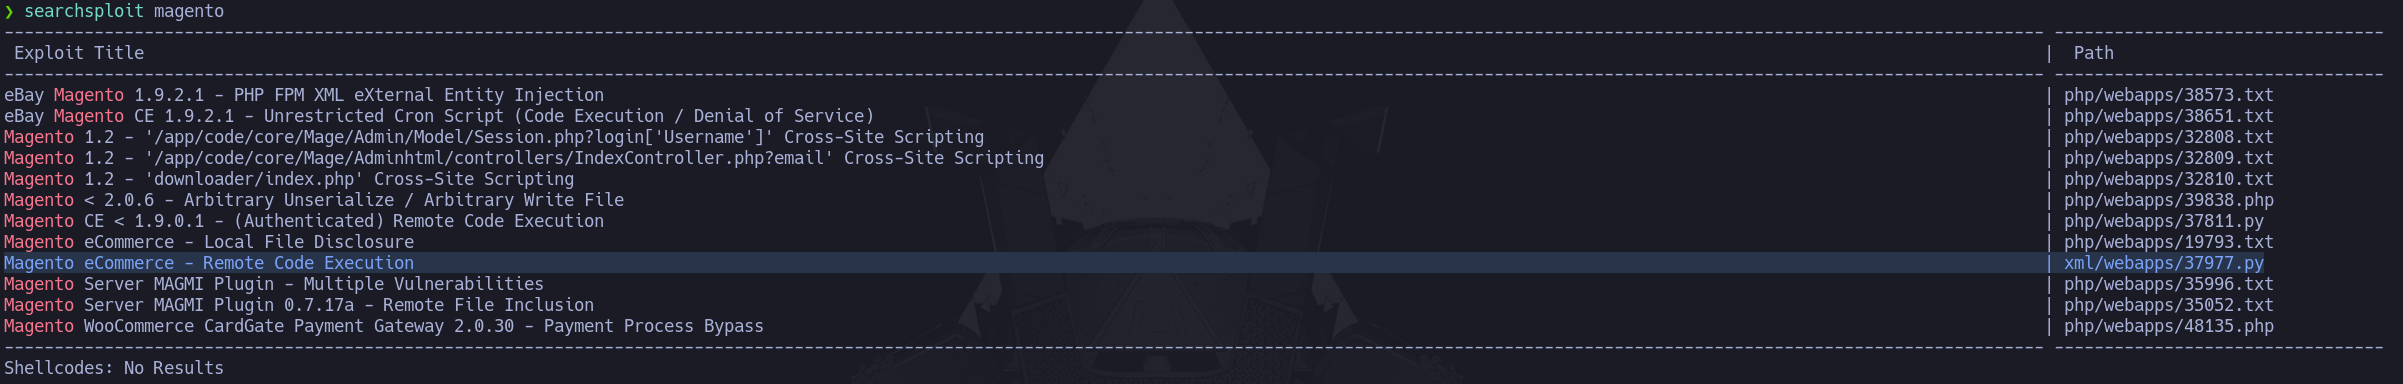 ❯ searchsploit magento
---------------------------------------------------------------------------------------------------------------------------------------------------------------------------------------------------------------- ---------------------------------
 Exploit Title | Path
---------------------------------------------------------------------------------------------------------------------------------------------------------------------------------------------------------------- ---------------------------------
eBay Magento 1.9.2.1 - PHP FPM XML eXternal Entity Injection | php/webapps/38573.txt
eBay Magento CE 1.9.2.1 - Unrestricted Cron Script (Code Execution / Denial of Service) | php/webapps/38651.txt
Magento 1.2 - '/app/code/core/Mage/Admin/Model/Session.php?login['Username']' Cross-Site Scripting | php/webapps/32808.txt
Magento 1.2 - '/app/code/core/Mage/Adminhtml/controllers/IndexController.php?email' Cross-Site Scripting | php/webapps/32809.txt
Magento 1.2 - 'downloader/index.php' Cross-Site Scripting | php/webapps/32810.txt
Magento < 2.0.6 - Arbitrary Unserialize / Arbitrary Write File | php/webapps/39838.php
Magento CE < 1.9.0.1 - (Authenticated) Remote Code Execution | php/webapps/37811.py
Magento eCommerce - Local File Disclosure | php/webapps/19793.txt
Magento eCommerce - Remote Code Execution | xml/webapps/37977.py
Magento Server MAGMI Plugin - Multiple Vulnerabilities | php/webapps/35996.txt
Magento Server MAGMI Plugin 0.7.17a - Remote File Inclusion | php/webapps/35052.txt
Magento WooCommerce CardGate Payment Gateway 2.0.30 - Payment Process Bypass | php/webapps/48135.php
---------------------------------------------------------------------------------------------------------------------------------------------------------------------------------------------------------------- ---------------------------------
Shellcodes: No Results